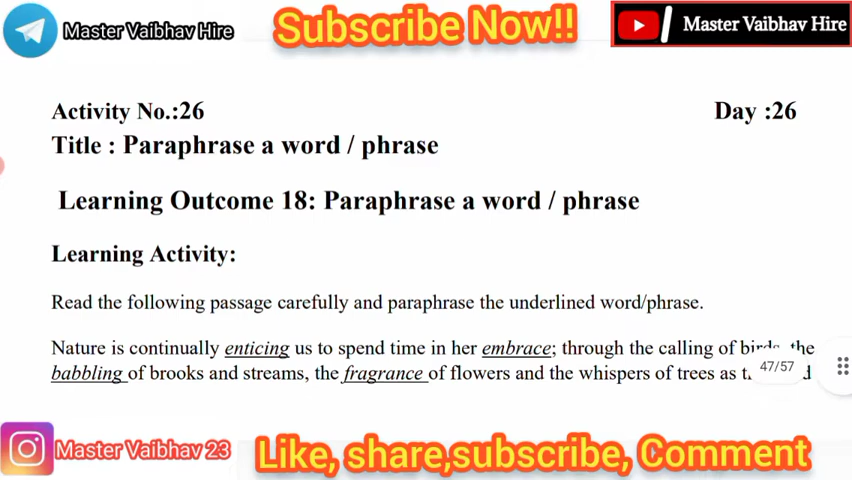 Master Vaibhav Hire
Subscribe Now!!
Master Vaibhav Hire
Activity No.:26 Day :26
Title : Paraphrase a word / phrase
Learning Outcome 18: Paraphrase a word / phrase
Learning Activity:
Read the following passage carefully and paraphrase the underlined word/phrase.
Nature is continually enticing us to spend time in her embrace; through the calling of birds, the
babbling of brooks and streams, the fragrance of flowers and the whispers of trees as
47/57
Master Vaibhav 23
Like, share,subscribe, Comment